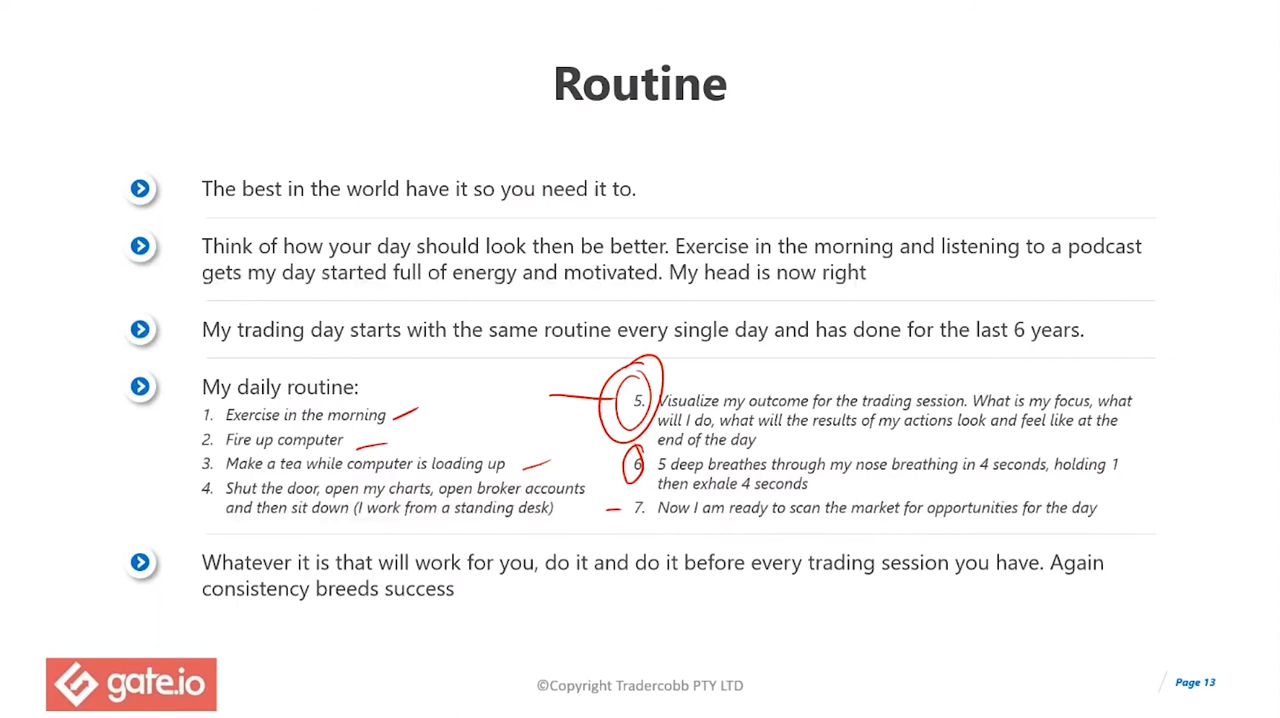 Routine
The best in the world have it so you need it to.
Think of how your day should look then be better. Exercise in the morning and listening to a podcast
gets my day started full of energy and motivated. My head is now right
My trading day starts with the same routine every single day and has done for the last 6 years.
My daily routine:
1. Exercise in the morning
2. Fire up computer
3. Make a tea while computer is loading up
4. Shut the door, open my charts, open broker accounts
and then sit down (I work from a standing desk)
5. Visualize my outcome for the trading session. What is my focus, what
will I do, what will the results of my actions look and feel like at the
end of the day
6. 5 deep breathes through my nose breathing in 4 seconds, holding 1
then exhale 4 seconds
7. Now I am ready to scan the market for opportunities for the day
Whatever it is that will work for you, do it and do it before every trading session you have. Again
consistency breeds success
gate.io
©Copyright Tradercobb PTY LTD
Page 13